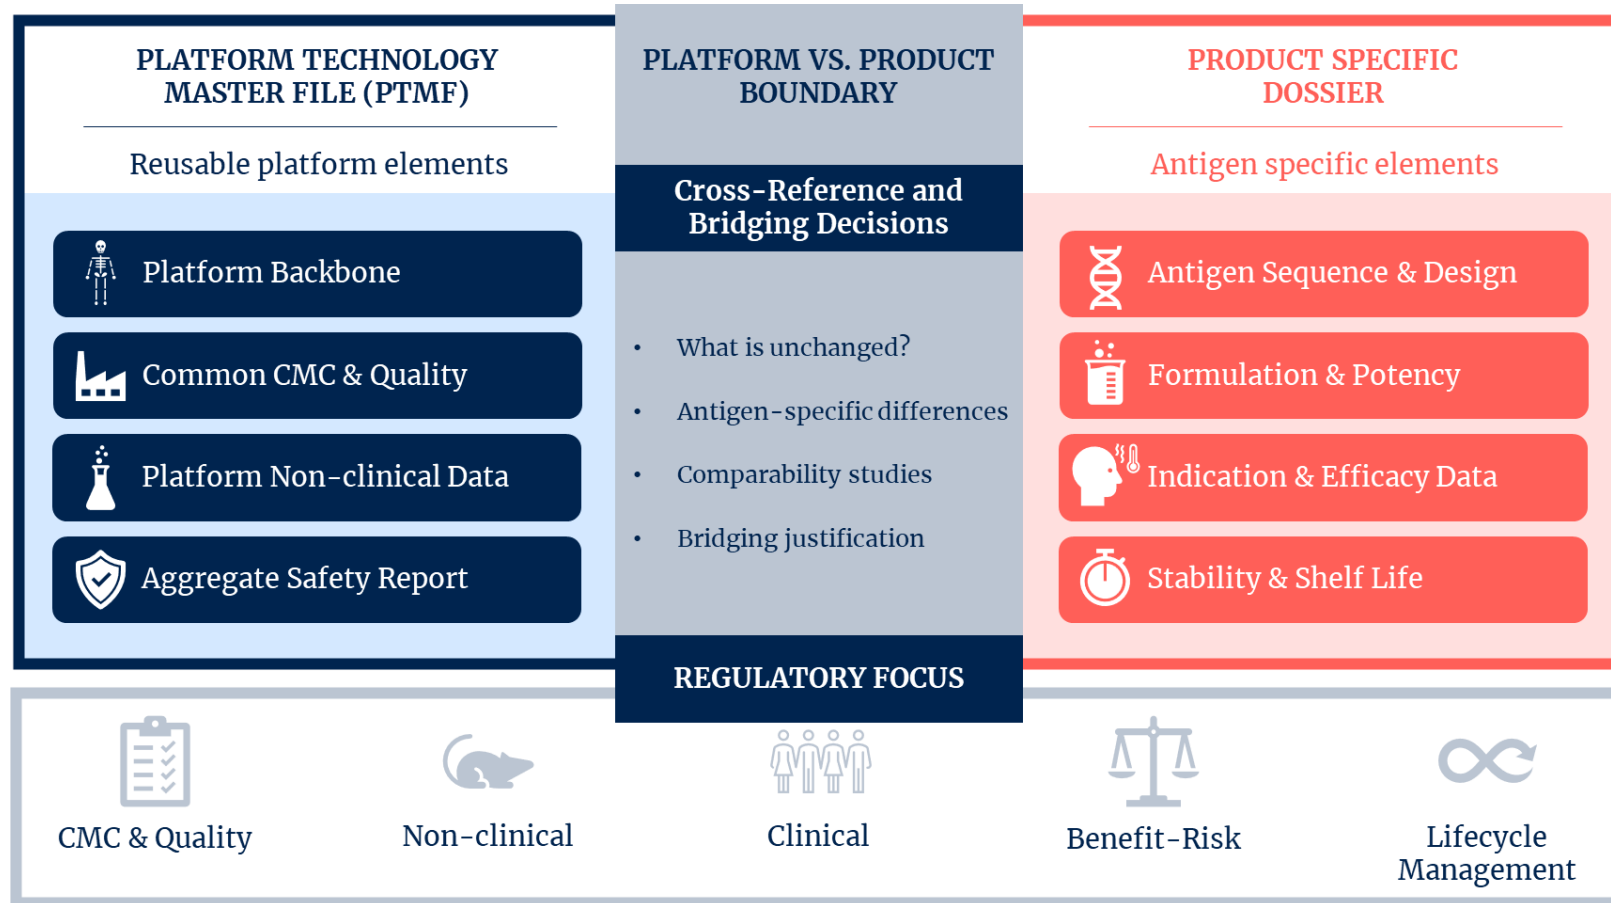 PLATFORM TECHNOLOGY
MASTER FILE (PTMF)
Reusable platform elements
Platform Backbone
Common CMC & Quality
Platform Non-clinical Data
Aggregate Safety Report
PLATFORM VS. PRODUCT
BOUNDARY
Cross-Reference and
Bridging Decisions
• What is unchanged?
• Antigen-specific differences
• Comparability studies
• Bridging justification
PRODUCT SPECIFIC
DOSSIER
Antigen specific elements
Antigen Sequence & Design
Formulation & Potency
Indication & Efficacy Data
Stability & Shelf Life
REGULATORY FOCUS
CMC & Quality
Non-clinical
Clinical
Benefit-Risk
Lifecycle
Management